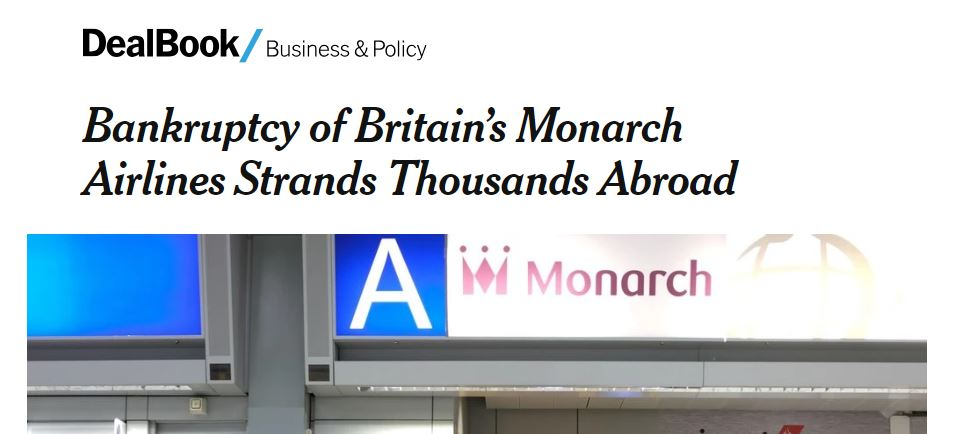 DealBook/ Business & Policy
Bankruptcy of Britain’s Monarch
Airlines Strands Thousands Abroad
A Monarch